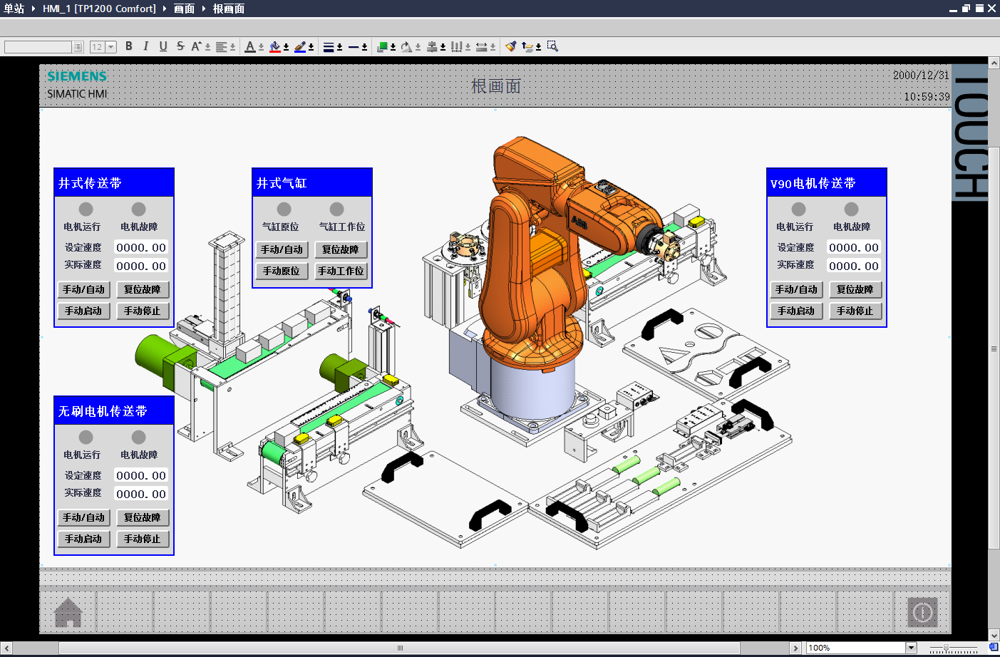 单站 HMI_1 [TP1200 Comfort] 画面 根画面
12 B I U S A A
SIEMENS
SIMATIC HMI
根画面
2000/12/31
10:59:39
TOUCH
井式传送带
电机运行 电机故障
设定速度 0000.00
实际速度 0000.00
手动/自动 复位故障
手动启动 手动停止
井式气缸
气缸原位 气缸工作位
手动/自动 复位故障
手动原位 手动工作位
V90电机传送带
电机运行 电机故障
设定速度 0000.00
实际速度 0000.00
手动/自动 复位故障
手动启动 手动停止
ABB
无刷电机传送带
电机运行 电机故障
设定速度 0000.00
实际速度 0000.00
手动/自动 复位故障
手动启动 手动停止
100%